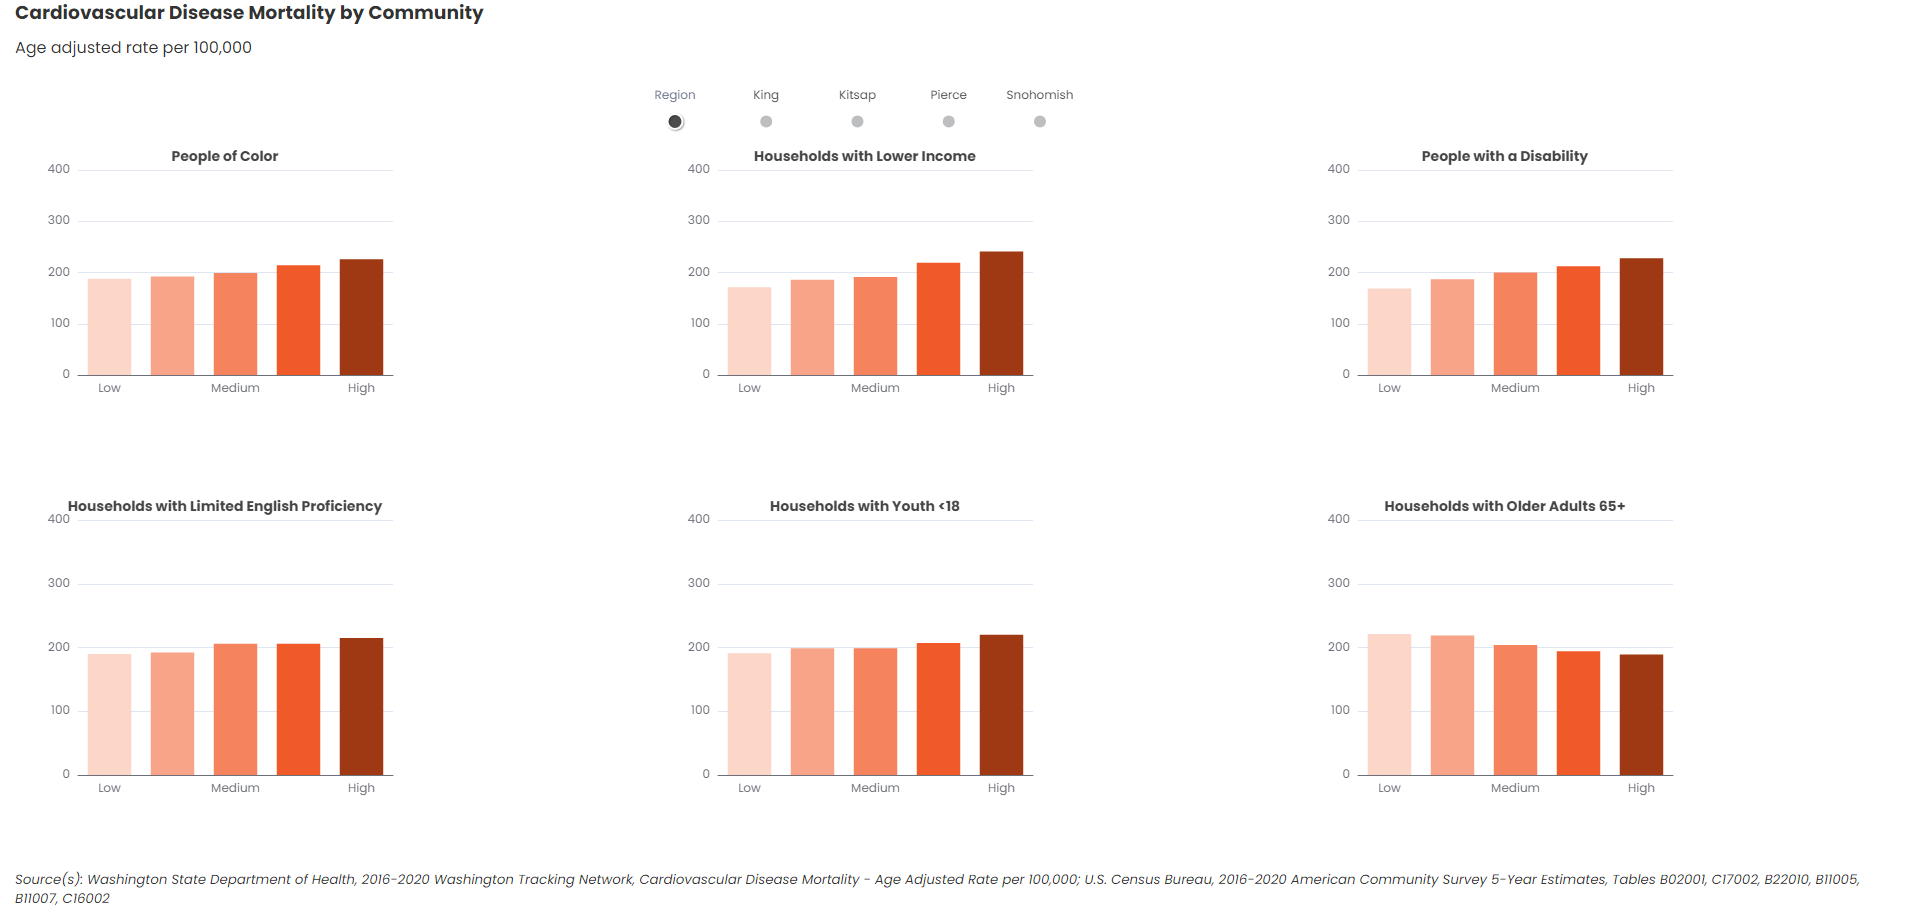 Cardiovascular Disease Mortality by Community
Age adjusted rate per 100,000
Region King Kitsap Pierce Snohomish
People of Color
400
300
200
100
0
Low Medium High
Households with Lower Income
400
300
200
100
0
Low Medium High
People with a Disability
400
300
200
100
0
Low Medium High
Households with Limited English Proficiency
400
300
200
100
0
Low Medium High
Households with Youth <18
400
300
200
100
0
Low Medium High
Households with Older Adults 65+
400
300
200
100
0
Low Medium High
Source(s): Washington State Department of Health, 2016-2020 Washington Tracking Network, Cardiovascular Disease Mortality - Age Adjusted Rate per 100,000; U.S. Census Bureau, 2016-2020 American Community Survey 5-Year Estimates, Tables B02001, C17002, B22010, B11005,
B11007, C16002